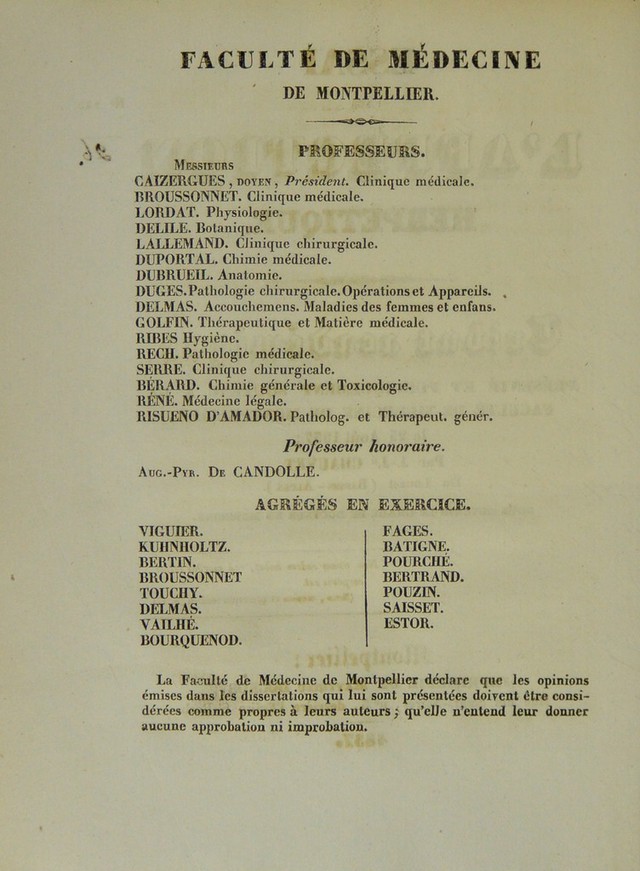 FACULTÉ DE MÉDECINE
DE MONTPELLIER.
PROFESSEURS.
MESSIEURS
CAIZERGUES, DOYEN, Président. Clinique médicale.
BROUSSONNET. Clinique médicale.
LORDAT. Physiologie.
DELILE. Botanique.
LALLEMAND. Clinique chirurgicale.
DUPORTAL. Chimie médicale.
DUBRUEIL. Anatomie.
DUGES. Pathologie chirurgicale. Opérations et Appareils.
DELMAS. Accouchemens. Maladies des femmes et enfans.
GOLFIN. Thérapeutique et Matière médicale.
RIBES Hygiène.
RECH. Pathologie médicale.
SERRE. Clinique chirurgicale.
BÉRARD. Chimie générale et Toxicologie.
RÉNÉ. Médecine légale.
RISUENO D'AMADOR. Patholog. et Thérapeut. génér.
Professeur honoraire.
AUG.-PYR. DE CANDOLLE.
AGRÉGÉS EN EXERCICE.
VIGUIER.
KUHNHOLTZ.
BERTIN.
BROUSSONNET
TOUCHY.
DELMAS.
VAILHÉ.
BOURQUENOD.
FAGES.
BATIGNE.
POURCHÉ.
BERTRAND.
POUZIN.
SAISSET.
ESTOR.
La Faculté de Médecine de Montpellier déclare que les opinions
émises dans les dissertations qui lui sont présentées doivent être consi-
dérées comme propres à leurs auteurs; qu'elle n'entend leur donner
aucune approbation ni improbation.